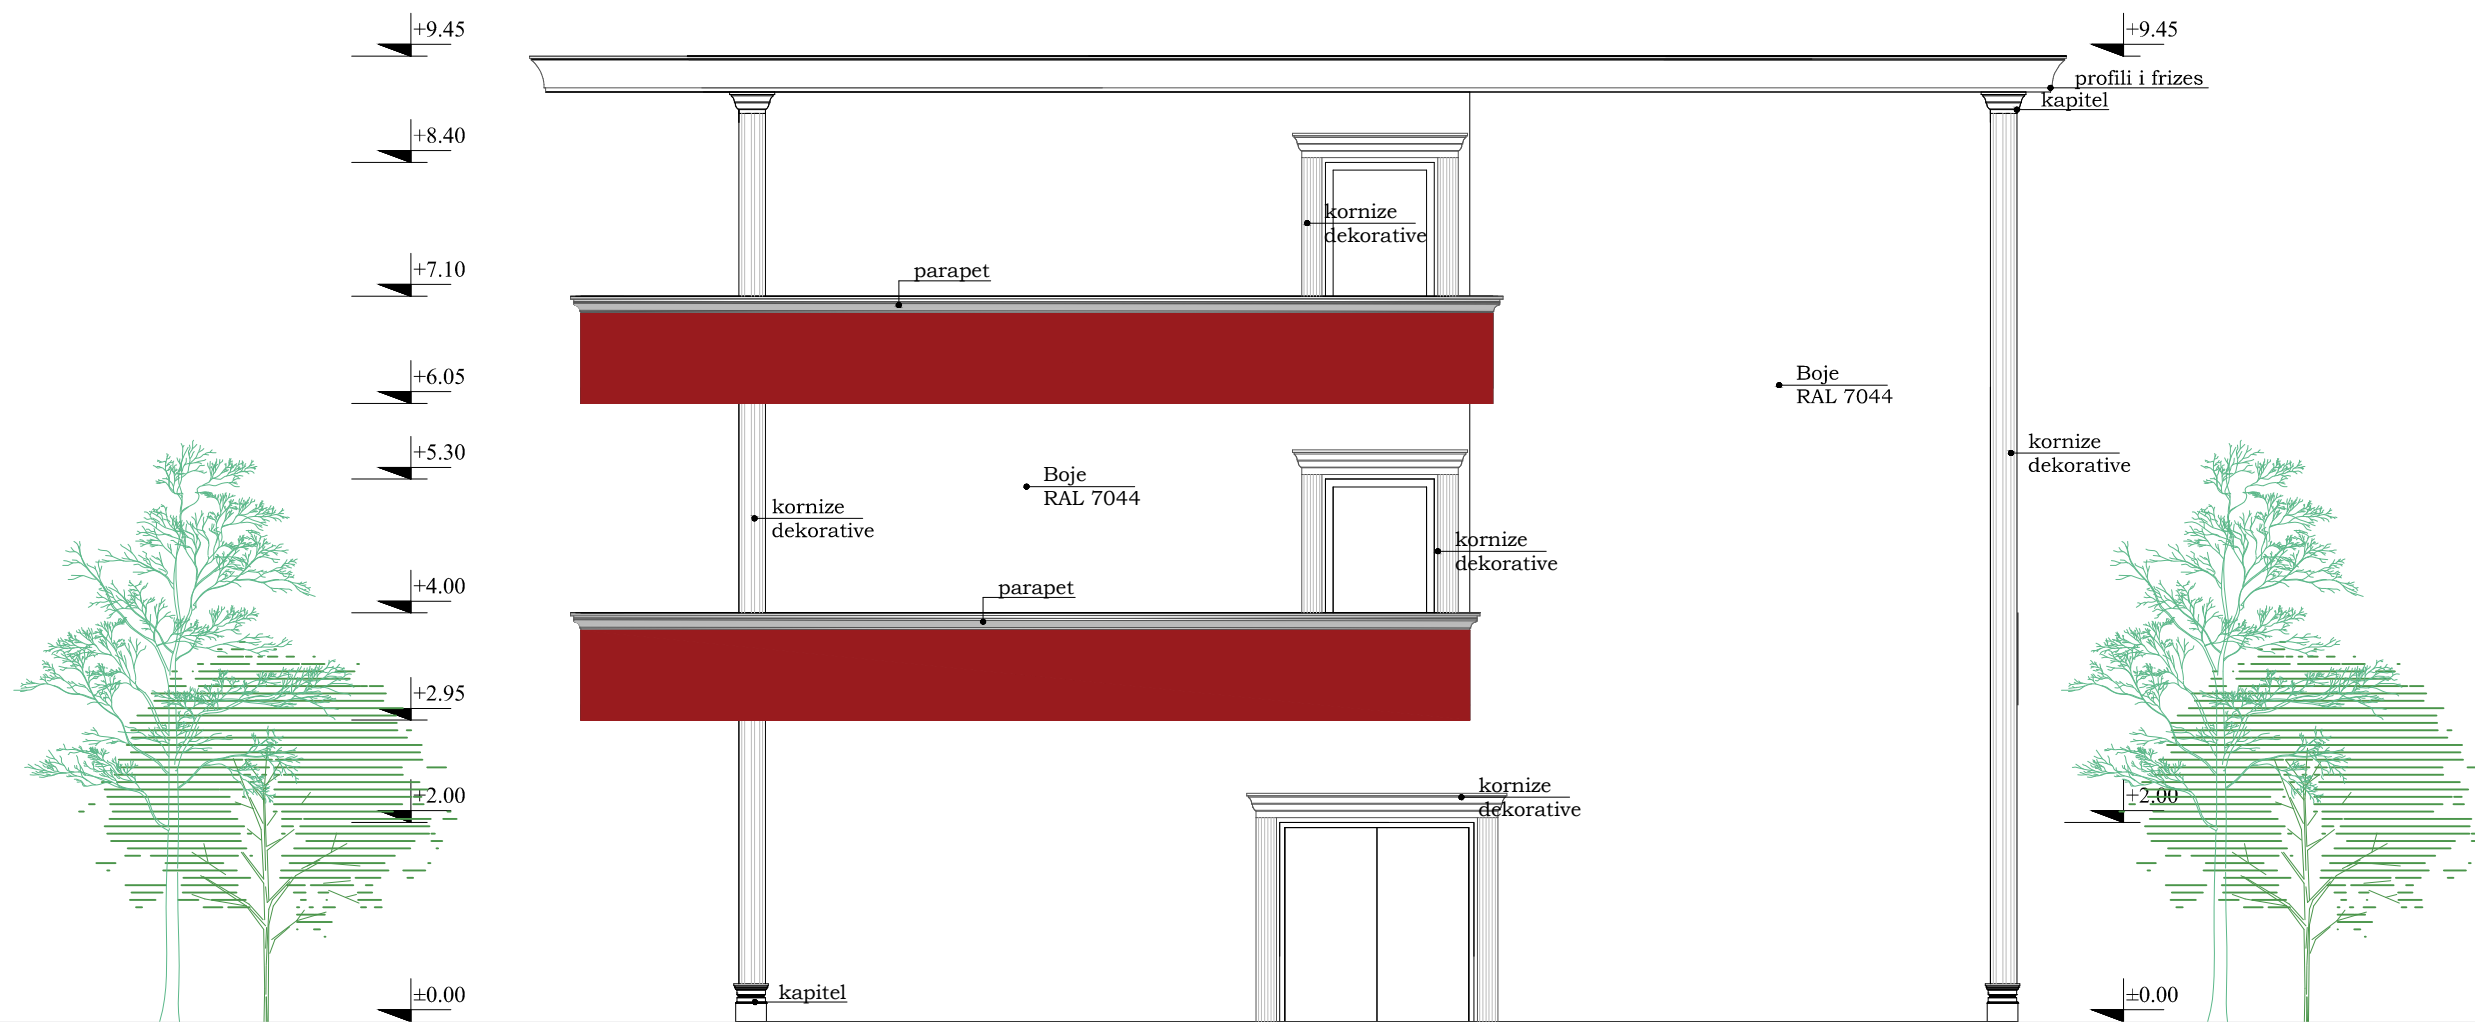 +9.45
+9.45
profili i frizes
kapitel
+8.40
kornize
dekorative
+7.10
parapet
+6.05
Boje
RAL 7044
+5.30
kornize
dekorative
Boje
RAL 7044
kornize
dekorative
kornize
dekorative
+4.00
parapet
+2.95
kornize
dekorative
+2.00
+2.00
kapitel
±0.00
±0.00